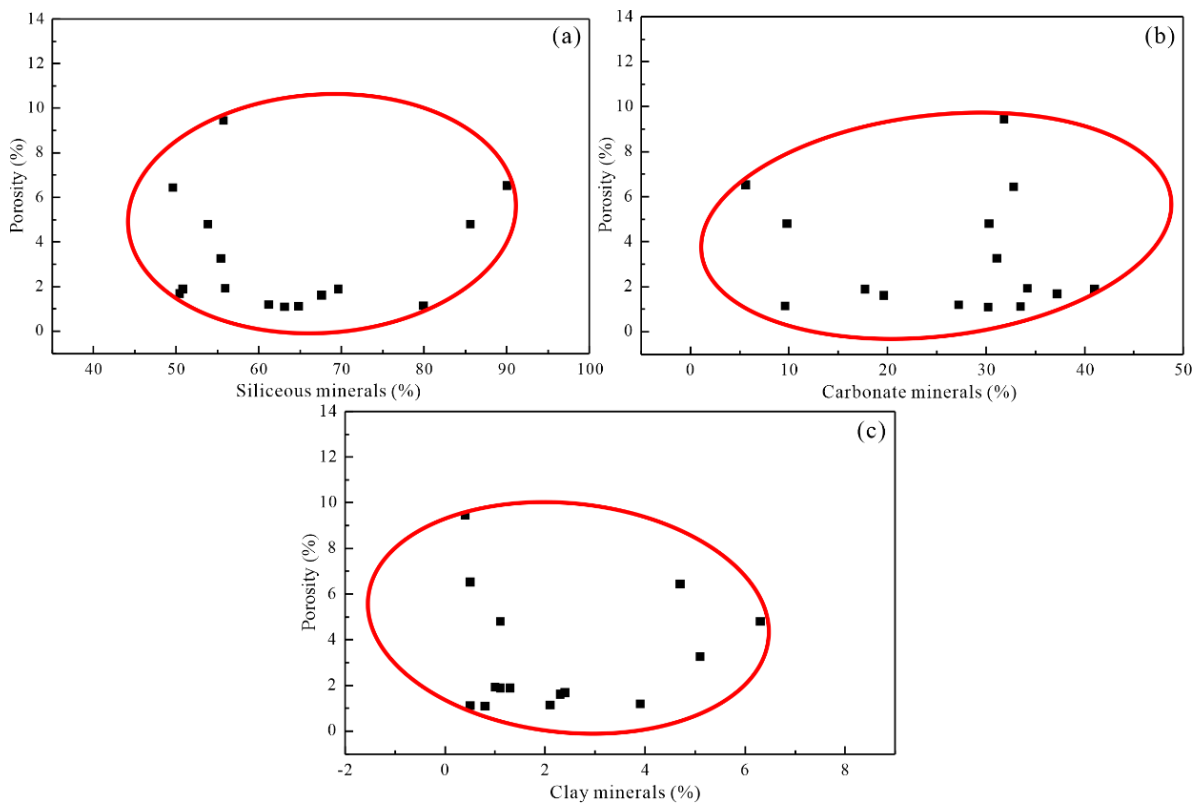 (a)
14
12
10
8
6
4
2
0
Porosity (%)
40 50 60 70 80 90 100
Siliceous minerals (%)
(b)
14
12
10
8
6
4
2
0
Porosity (%)
0 10 20 30 40 50
Carbonate minerals (%)
(c)
14
12
10
8
6
4
2
0
Porosity (%)
-2 0 2 4 6 8
Clay minerals (%)